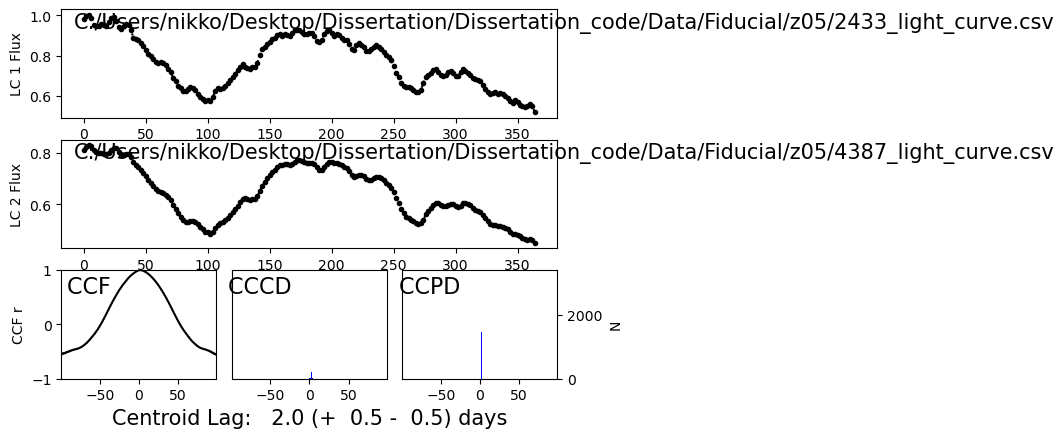 C:/Users/nikko/Desktop/Dissertation/Dissertation_code/Data/Fiducial/z05/2433_light_curve.csv
LC 1 Flux
1.0
0.8
0.6
0 50 100 150 200 250 300 350
C:/Users/nikko/Desktop/Dissertation/Dissertation_code/Data/Fiducial/z05/4387_light_curve.csv
LC 2 Flux
0.8
0.6
0 50 100 150 200 250 300 350
CCF CCCD CCPD
CCF r
1
0
−1
2000
0
N
−50 0 50 −50 0 50 −50 0 50
Centroid Lag: 2.0 (+ 0.5 - 0.5) days